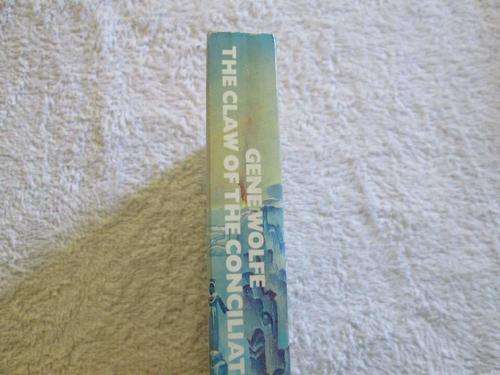 GENE WOLFE
THE CLAW OF THE CONCILIAT